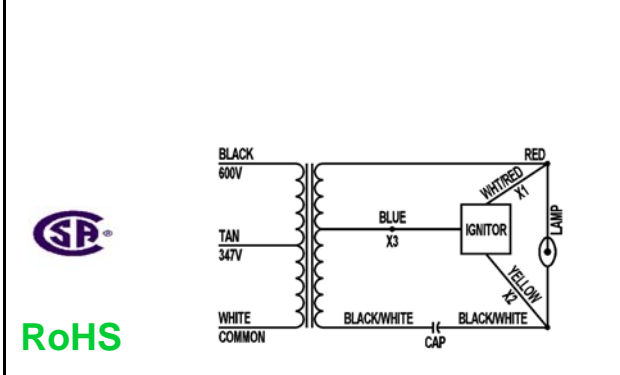 BLACK
600V
RED
WHT/RED
X1
BLUE
X3
IGNITOR
LAMP
TAN
347V
YELLOW
X2
WHITE
COMMON
BLACK/WHITE
CAP
BLACK/WHITE
SA
RoHS